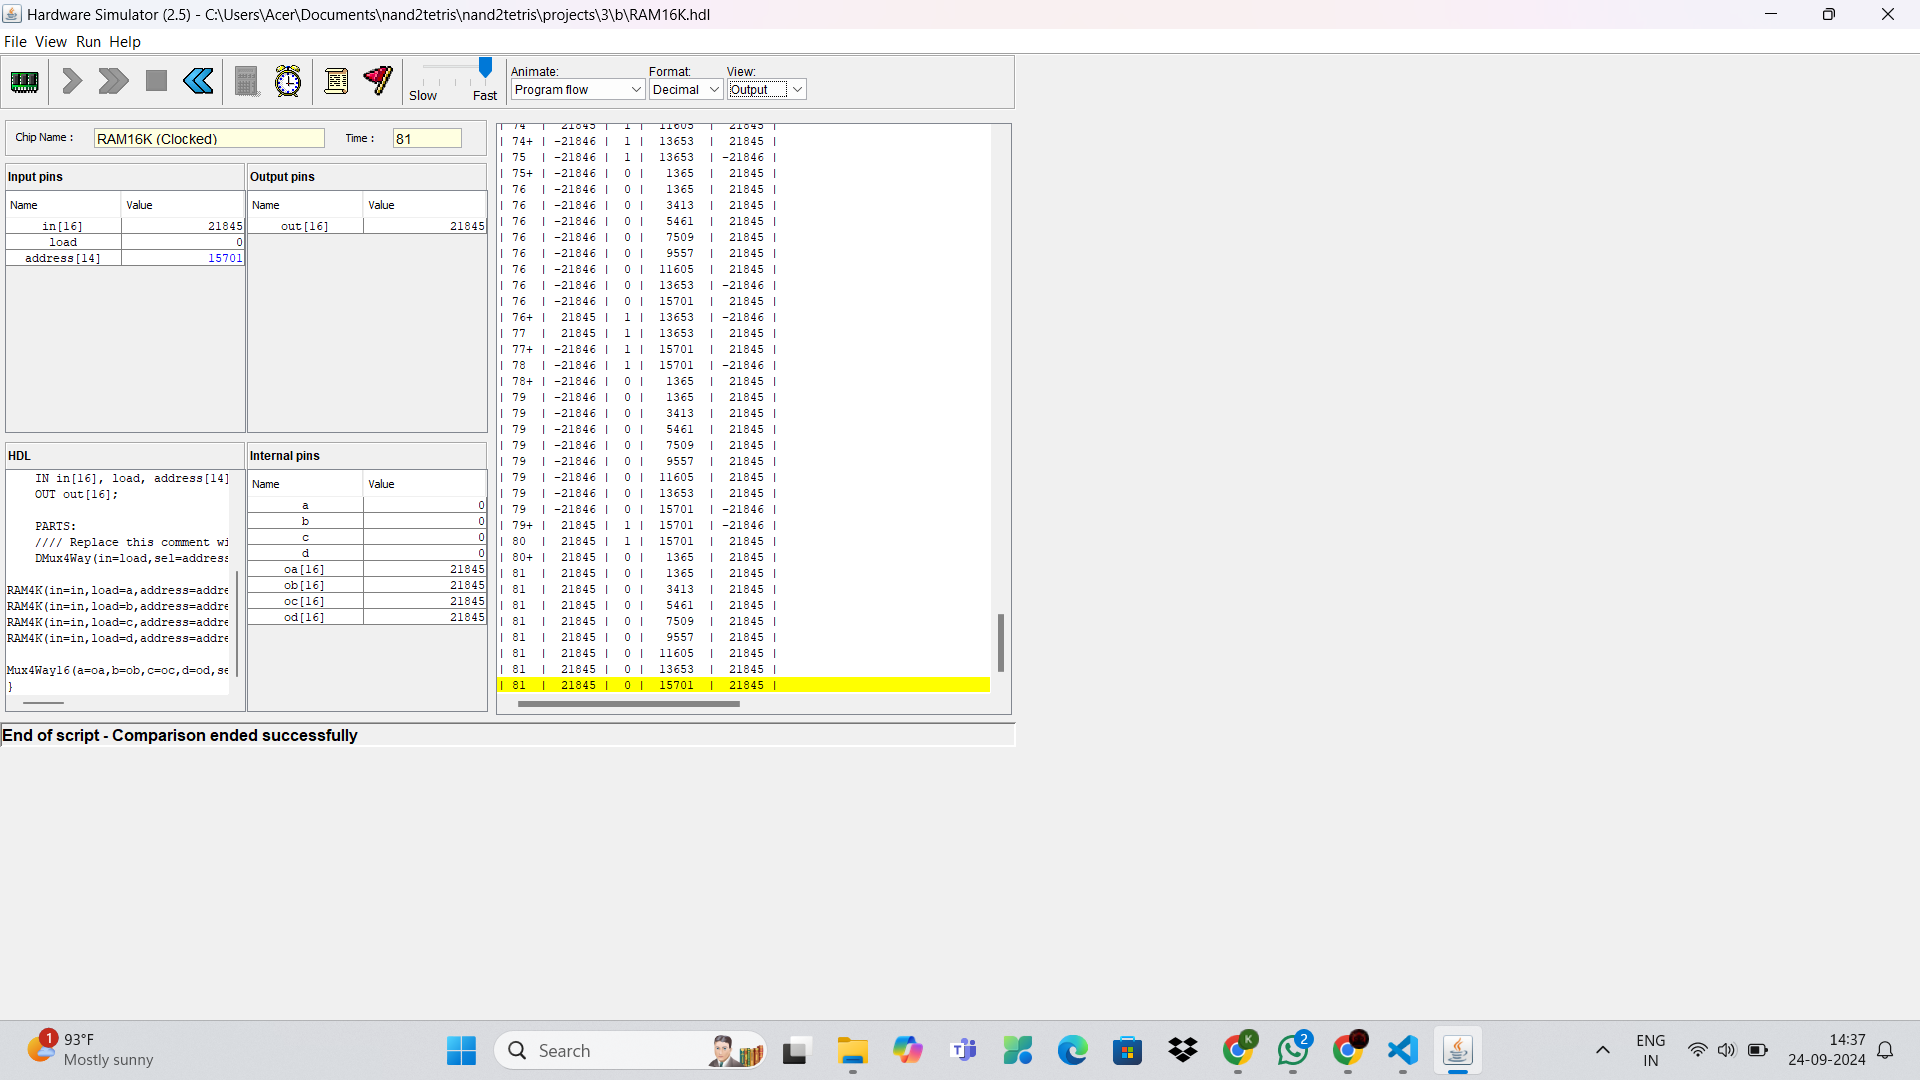 Hardware Simulator (2.5) - C:\Users\Acer\Documents\nand2tetris\nand2tetris\projects\3\b\RAM16K.hdl
File View Run Help
Slow Fast
Animate: Format: View:
Program flow Decimal Output
Chip Name : RAM16K (Clocked) Time : 81
Input pins
Name Value
in[16] 21845
load 0
address[14] 15701
Output pins
Name Value
out[16] 21845
HDL
IN in[16], load, address[14]
OUT out[16];
PARTS:
//// Replace this comment wi
DMux4Way(in=load,sel=address
RAM4K(in=in,load=a,address=addre
RAM4K(in=in,load=b,address=addre
RAM4K(in=in,load=c,address=addre
RAM4K(in=in,load=d,address=addre
Mux4Way16(a=oa,b=ob,c=oc,d=od,se
}
Internal pins
Name Value
a 0
b 0
c 0
d 0
oa[16] 21845
ob[16] 21845
oc[16] 21845
od[16] 21845
| 74 | 21845 | 1 | 11605 | 21845 |
| 74+ | -21846 | 1 | 13653 | 21845 |
| 75 | -21846 | 1 | 13653 | -21846 |
| 75+ | -21846 | 0 | 1365 | 21845 |
| 76 | -21846 | 0 | 1365 | 21845 |
| 76 | -21846 | 0 | 3413 | 21845 |
| 76 | -21846 | 0 | 5461 | 21845 |
| 76 | -21846 | 0 | 7509 | 21845 |
| 76 | -21846 | 0 | 9557 | 21845 |
| 76 | -21846 | 0 | 11605 | 21845 |
| 76 | -21846 | 0 | 13653 | -21846 |
| 76 | -21846 | 0 | 15701 | 21845 |
| 76+ | 21845 | 1 | 13653 | -21846 |
| 77 | 21845 | 1 | 13653 | 21845 |
| 77+ | -21846 | 1 | 15701 | 21845 |
| 78 | -21846 | 1 | 15701 | -21846 |
| 78+ | -21846 | 0 | 1365 | 21845 |
| 79 | -21846 | 0 | 1365 | 21845 |
| 79 | -21846 | 0 | 3413 | 21845 |
| 79 | -21846 | 0 | 5461 | 21845 |
| 79 | -21846 | 0 | 7509 | 21845 |
| 79 | -21846 | 0 | 9557 | 21845 |
| 79 | -21846 | 0 | 11605 | 21845 |
| 79 | -21846 | 0 | 13653 | 21845 |
| 79 | -21846 | 0 | 15701 | -21846 |
| 79+ | 21845 | 1 | 15701 | -21846 |
| 80 | 21845 | 1 | 15701 | 21845 |
| 80+ | 21845 | 0 | 1365 | 21845 |
| 81 | 21845 | 0 | 1365 | 21845 |
| 81 | 21845 | 0 | 3413 | 21845 |
| 81 | 21845 | 0 | 5461 | 21845 |
| 81 | 21845 | 0 | 7509 | 21845 |
| 81 | 21845 | 0 | 9557 | 21845 |
| 81 | 21845 | 0 | 11605 | 21845 |
| 81 | 21845 | 0 | 13653 | 21845 |
| 81 | 21845 | 0 | 15701 | 21845 |
End of script - Comparison ended successfully
1
93°F
Mostly sunny
Search
K
2
ENG
IN
14:37
24-09-2024